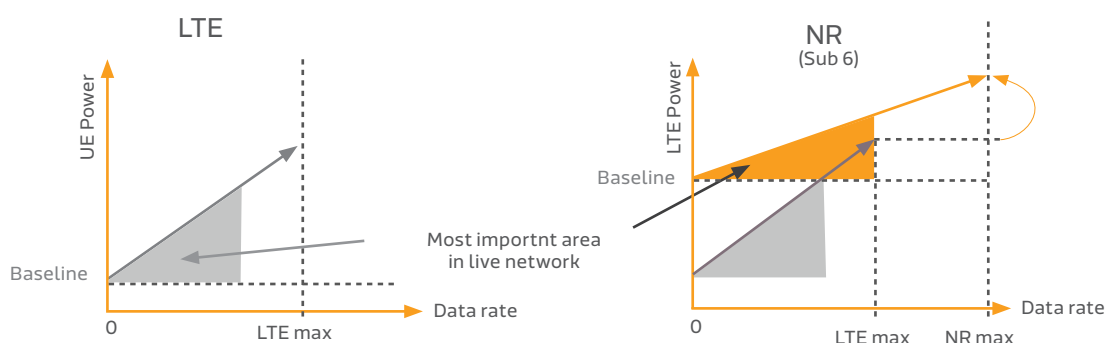 LTE
UE Power
Baseline
0
LTE max
Data rate
Most importnt area
in live network
NR
(Sub 6)
LTE Power
Baseline
0
LTE max
NR max
Data rate